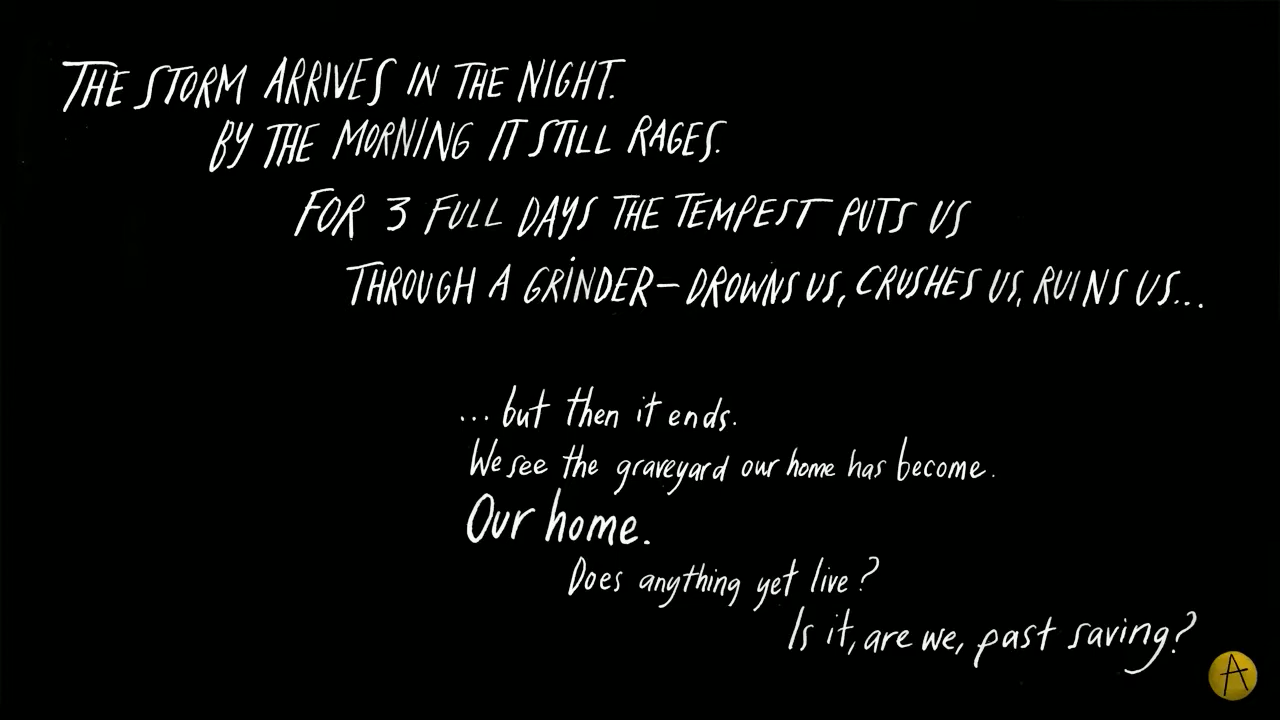 THE STORM ARRIVES IN THE NIGHT.
BY THE MORNING IT STILL RAGES.
FOR 3 FULL DAYS THE TEMPEST PUTS US
THROUGH A GRINDER—DROWNS US, CRUSHES US, RUINS US...
...but then it ends.
We see the graveyard our home has become.
Our home.
Does anything yet live?
Is it, are we, past saving?
A